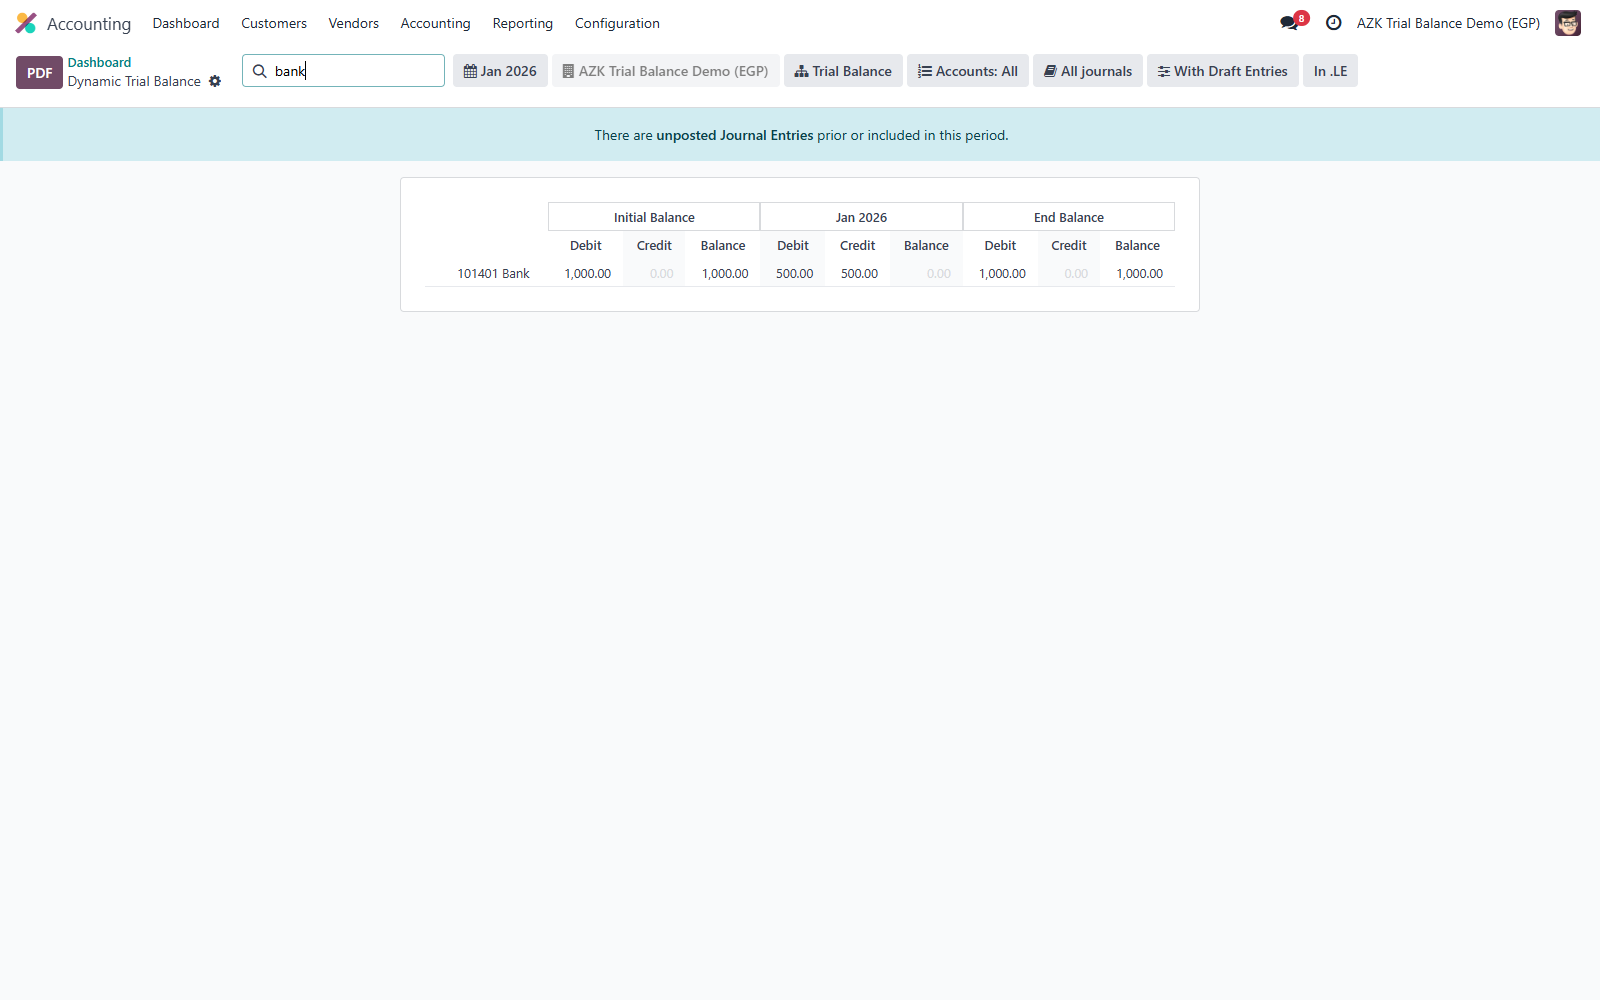 Accounting Dashboard Customers Vendors Accounting Reporting Configuration 8 AZK Trial Balance Demo (EGP)
PDF
Dashboard
Dynamic Trial Balance
bank
Jan 2026 AZK Trial Balance Demo (EGP) Trial Balance Accounts: All All journals With Draft Entries In .LE
There are unposted Journal Entries prior or included in this period.
Initial Balance Jan 2026 End Balance
Debit Credit Balance Debit Credit Balance Debit Credit Balance
101401 Bank 1,000.00 0.00 1,000.00 500.00 500.00 0.00 1,000.00 0.00 1,000.00